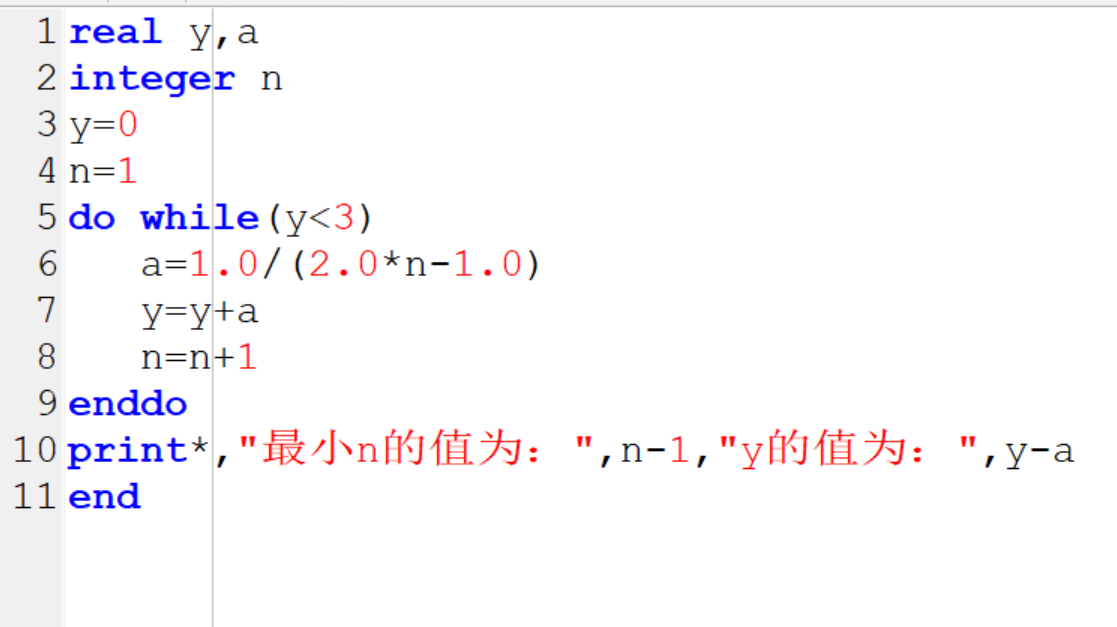 1 real y,a
2 integer n
3 y=0
4 n=1
5 do while(y<3)
6 a=1.0/(2.0*n-1.0)
7 y=y+a
8 n=n+1
9 enddo
10 print*,"最小n的值为：",n-1,"y的值为：",y-a
11 end